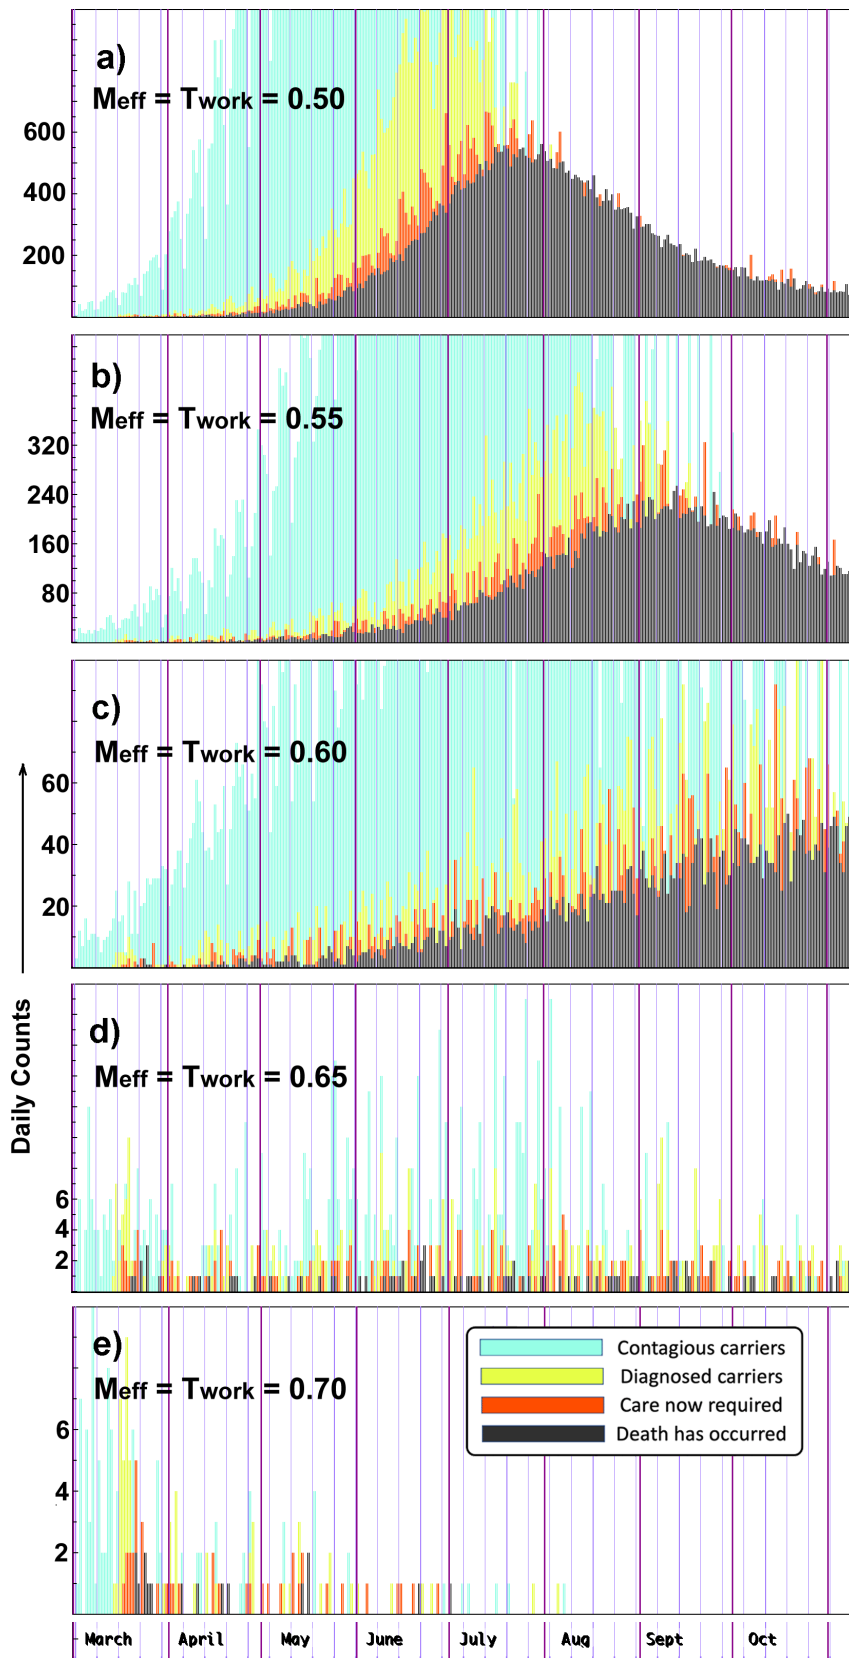 a)
Meff = Twork = 0.50
600
400
200
b)
Meff = Twork = 0.55
320
240
160
80
c)
Meff = Twork = 0.60
60
40
20
Daily Counts
d)
Meff = Twork = 0.65
6
4
2
e)
Meff = Twork = 0.70
Contagious carriers
Diagnosed carriers
Care now required
Death has occurred
6
4
2
March April May June July Aug Sept Oct